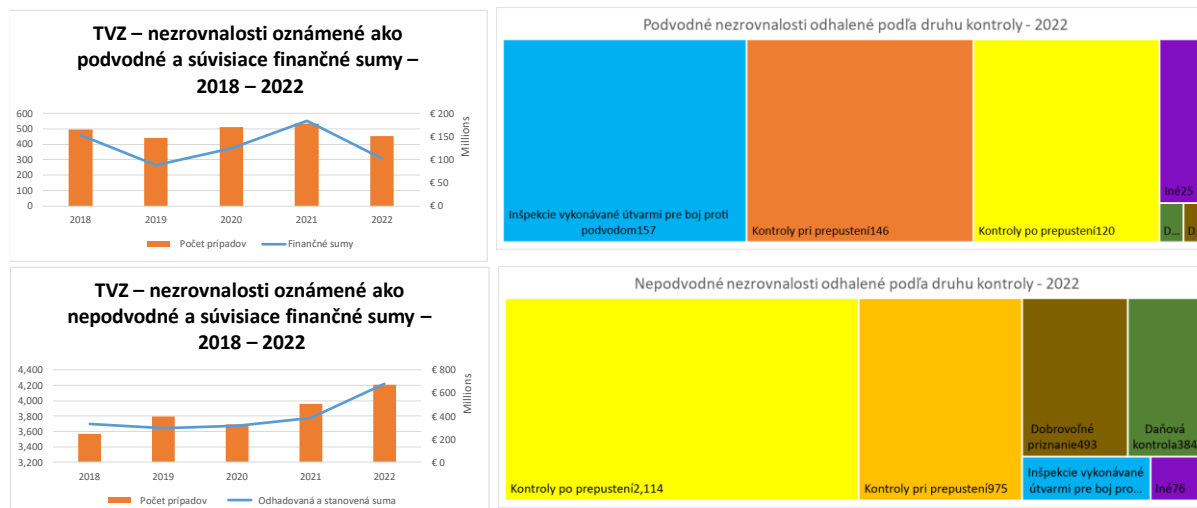 TVZ – nezrovnalosti oznámené ako
podvodné a súvisiace finančné sumy –
2018 – 2022
600
500
400
300
200
100
0
€ 200
€ 150
€ 100
€ 50
€ 0
Millions
2018
2019
2020
2021
2022
Počet prípadov
Finančné sumy
Podvodné nezrovnalosti odhalené podľa druhu kontroly - 2022
Inšpekcie vykonávané útvarmi pre boj proti
podvodom157
Kontroly pri prepustení146
Kontroly po prepustení120
Iné25
D...
D...
TVZ – nezrovnalosti oznámené ako
nepodvodné a súvisiace finančné sumy –
2018 – 2022
4,400
4,200
4,000
3,800
3,600
3,400
3,200
€ 800
€ 600
€ 400
€ 200
€ 0
Millions
2018
2019
2020
2021
2022
Počet prípadov
Odhadovaná a stanovená suma
Nepodvodné nezrovnalosti odhalené podľa druhu kontroly - 2022
Kontroly po prepustení2,114
Kontroly pri prepustení975
Dobrovoľné
priznanie493
Daňová
kontrola384
Inšpekcie vykonávané
útvarmi pre boj pro...
Iné76